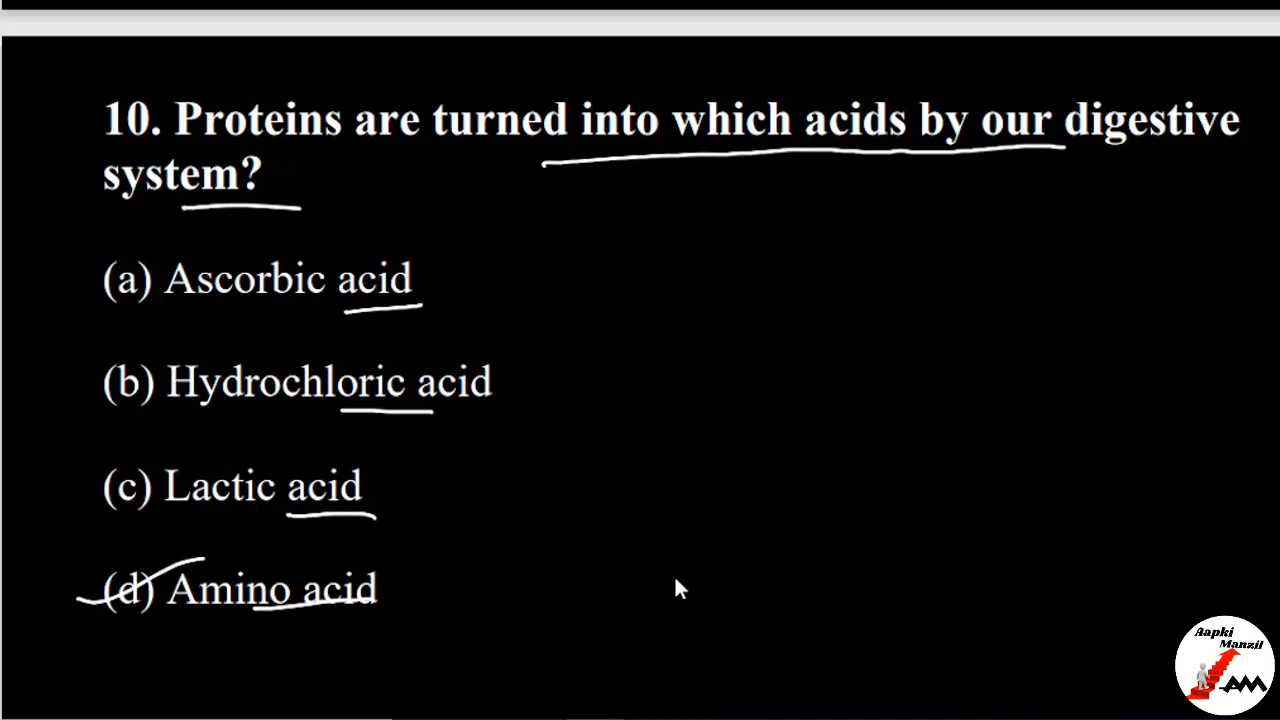 10. Proteins are turned into which acids by our digestive
system?
(a) Ascorbic acid
(b) Hydrochloric acid
(c) Lactic acid
(d) Amino acid
Aapki
Manzil
AM